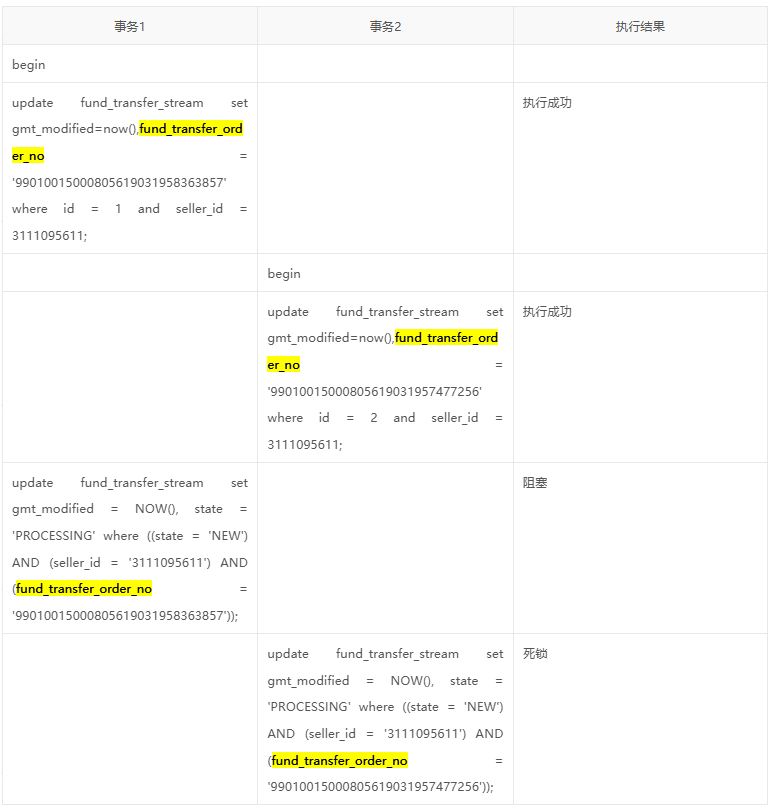 事务1 事务2 执行结果
begin
update fund_transfer_stream set 执行成功
gmt_modified=now(),fund_transfer_ord
er_no =
'99010015000805619031958363857'
where id = 1 and seller_id =
3111095611;
begin
update fund_transfer_stream set 执行成功
gmt_modified=now(),fund_transfer_ord
er_no =
'99010015000805619031957477256'
where id = 2 and seller_id =
3111095611;
update fund_transfer_stream set 阻塞
gmt_modified = NOW(), state =
'PROCESSING' where ((state = 'NEW')
AND (seller_id = '3111095611') AND
(fund_transfer_order_no =
'99010015000805619031958363857'));
update fund_transfer_stream set 死锁
gmt_modified = NOW(), state =
'PROCESSING' where ((state = 'NEW')
AND (seller_id = '3111095611') AND
(fund_transfer_order_no =
'99010015000805619031957477256'));